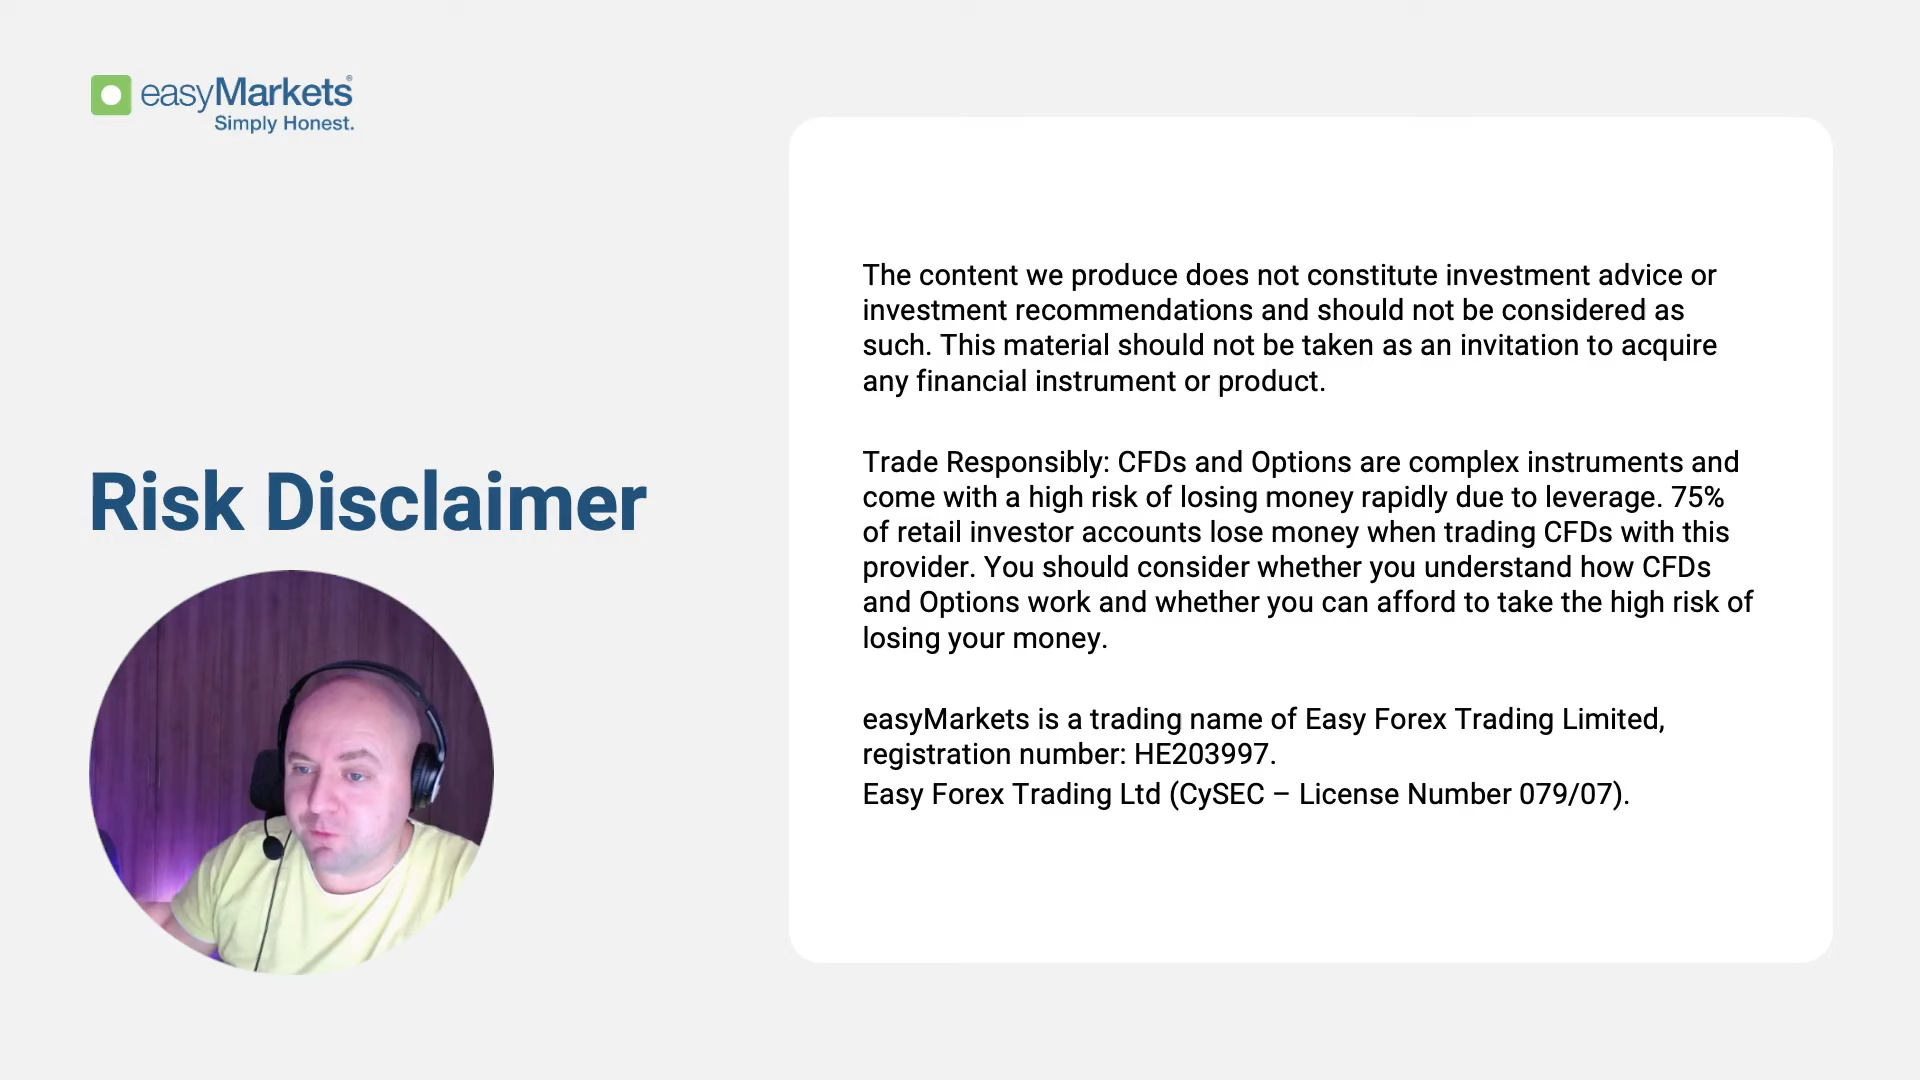 easyMarkets®
Simply Honest.
Risk Disclaimer
The content we produce does not constitute investment advice or
investment recommendations and should not be considered as
such. This material should not be taken as an invitation to acquire
any financial instrument or product.
Trade Responsibly: CFDs and Options are complex instruments and
come with a high risk of losing money rapidly due to leverage. 75%
of retail investor accounts lose money when trading CFDs with this
provider. You should consider whether you understand how CFDs
and Options work and whether you can afford to take the high risk of
losing your money.
easyMarkets is a trading name of Easy Forex Trading Limited,
registration number: HE203997.
Easy Forex Trading Ltd (CySEC – License Number 079/07).